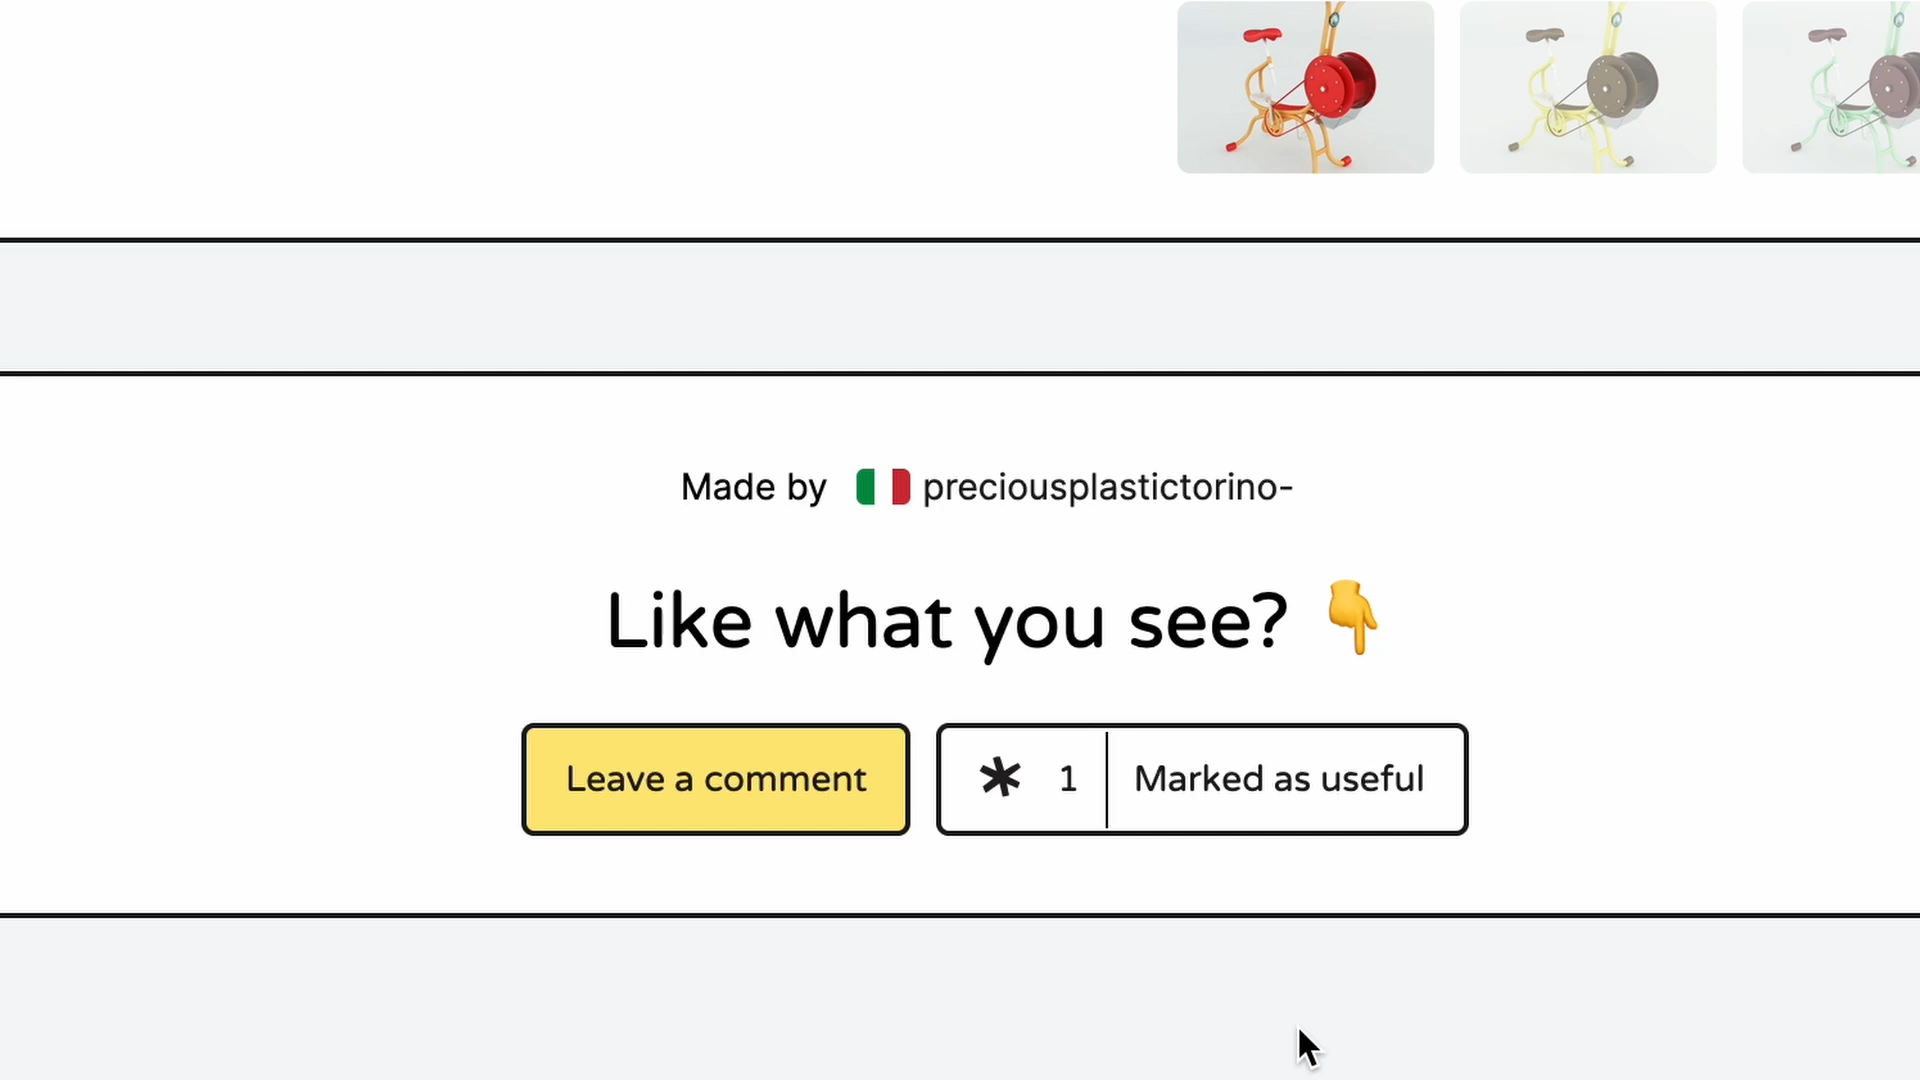 Made by preciousplastictorino-
Like what you see?
Leave a comment
1 Marked as useful